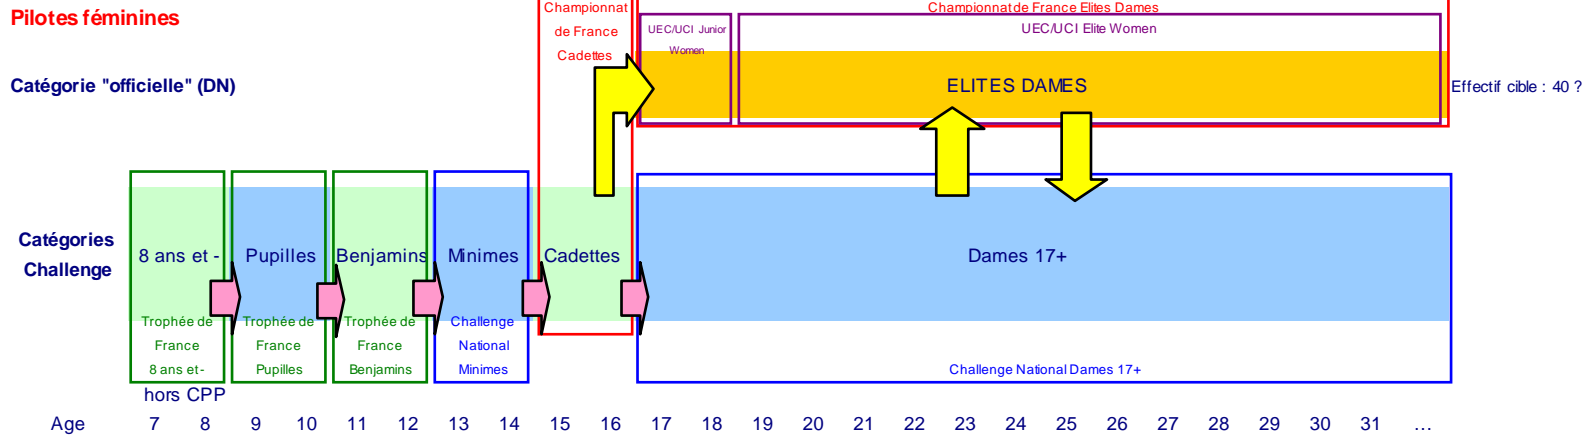 Pilotes féminines
Championnat
de France
Cadettes
Championnat de France Elites Dames
UEC/UCI Junior
Women
UEC/UCI Elite Women
Catégorie "officielle" (DN)
ELITES DAMES
Effectif cible : 40 ?
Catégories
Challenge
8 ans et -
Pupilles
Benjamins
Minimes
Cadettes
Dames 17+
Trophée de
France
8 ans et -
Trophée de
France
Pupilles
Trophée de
France
Benjamins
Challenge
National
Minimes
Challenge National Dames 17+
hors CPP
Age 7 8 9 10 11 12 13 14 15 16 17 18 19 20 21 22 23 24 25 26 27 28 29 30 31 ...